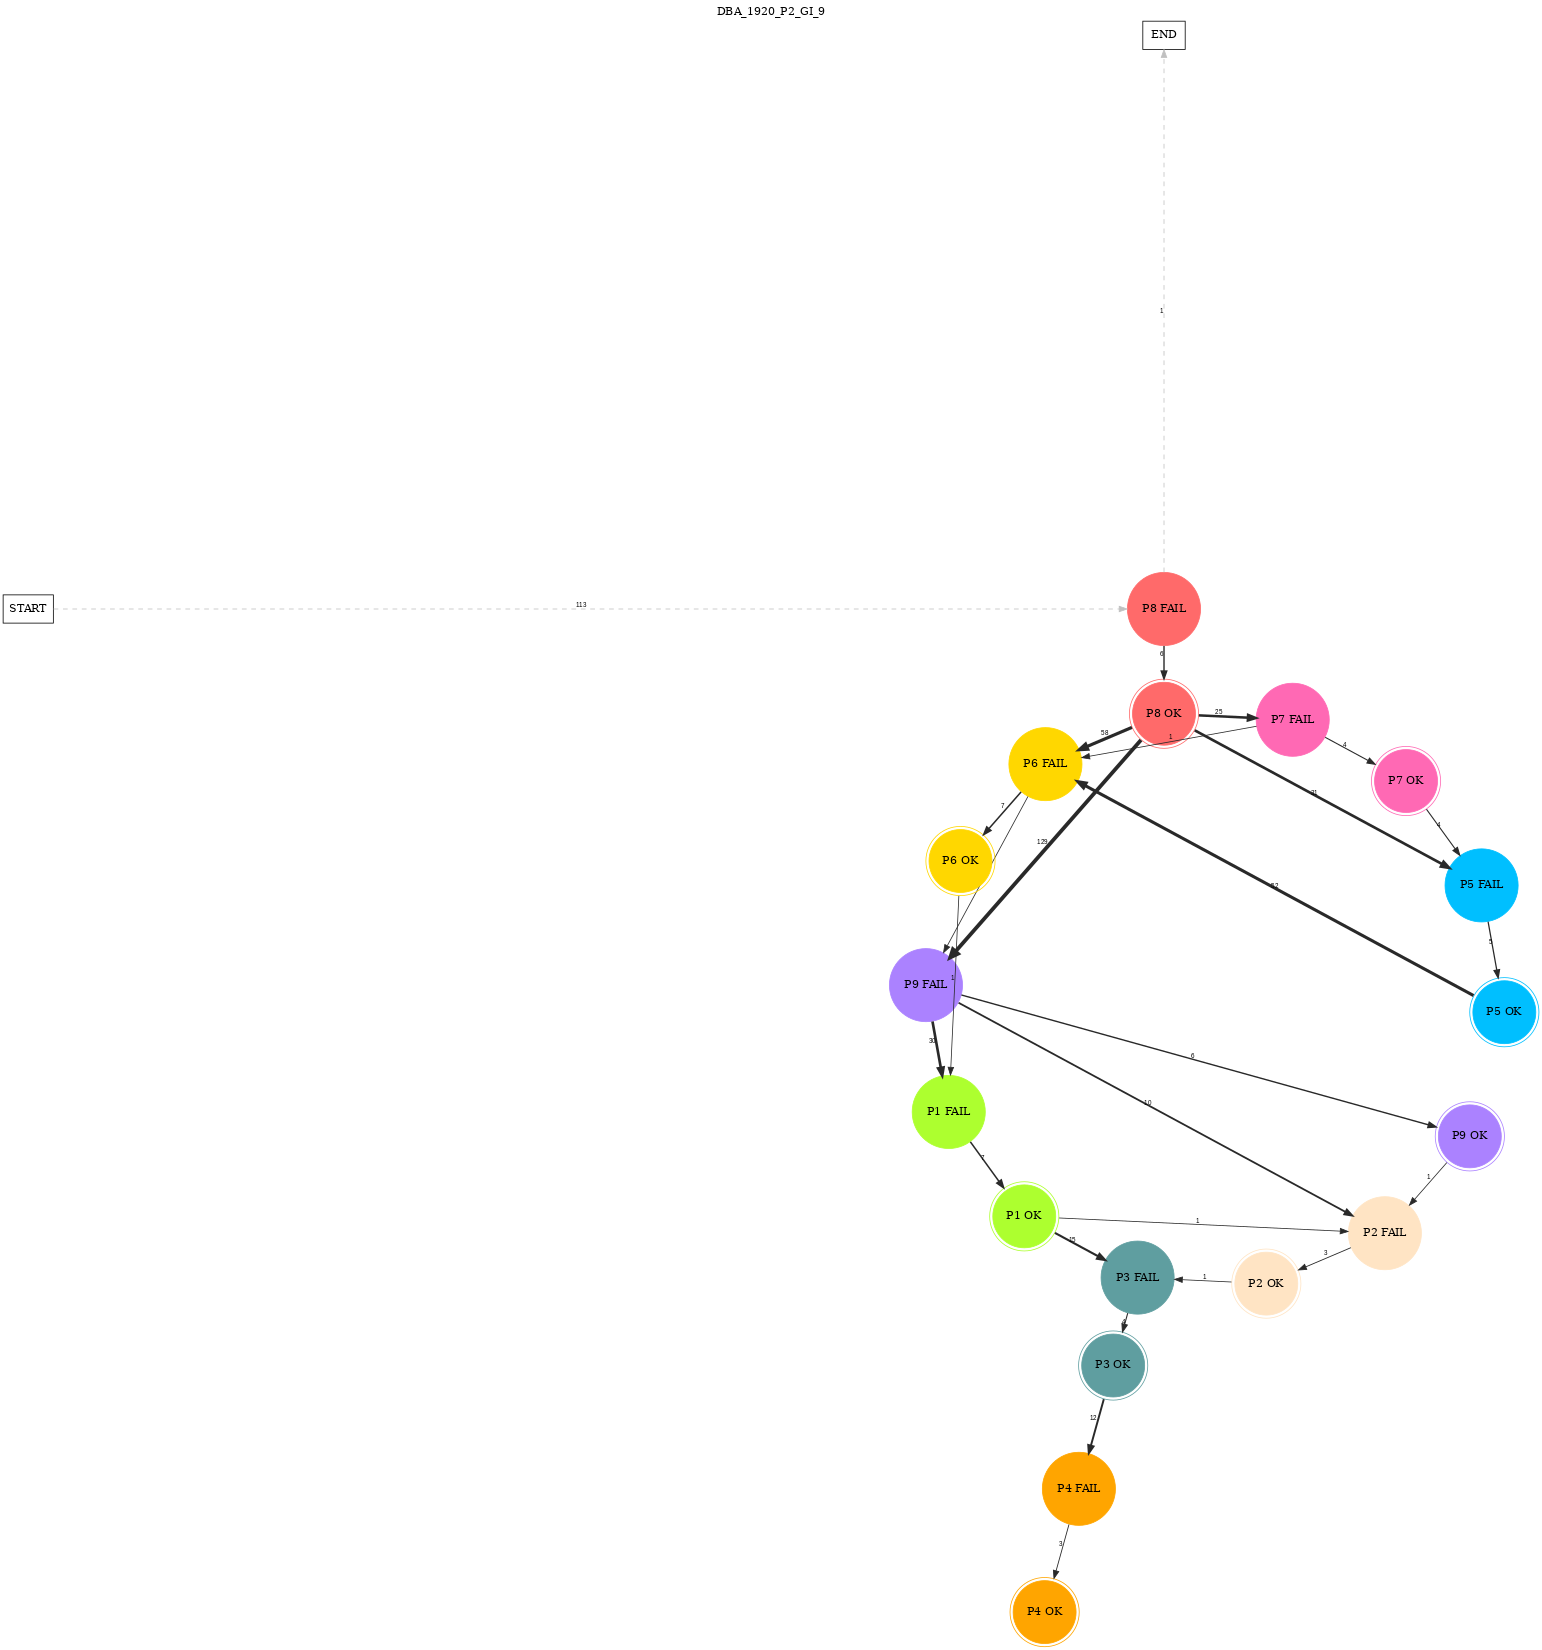 DBA_1920_P2_GI_9
END
1
START
113
P8 FAIL
6
P8 OK
25
P7 FAIL
58
1
4
P6 FAIL
P7 OK
7
4
129
P6 OK
P5 FAIL
5
1
P9 FAIL
P5 OK
30
6
10
P1 FAIL
P9 OK
7
1
P1 OK
1
P2 FAIL
15
3
P3 FAIL
1
P2 OK
P3 OK
12
P4 FAIL
3
P4 OK